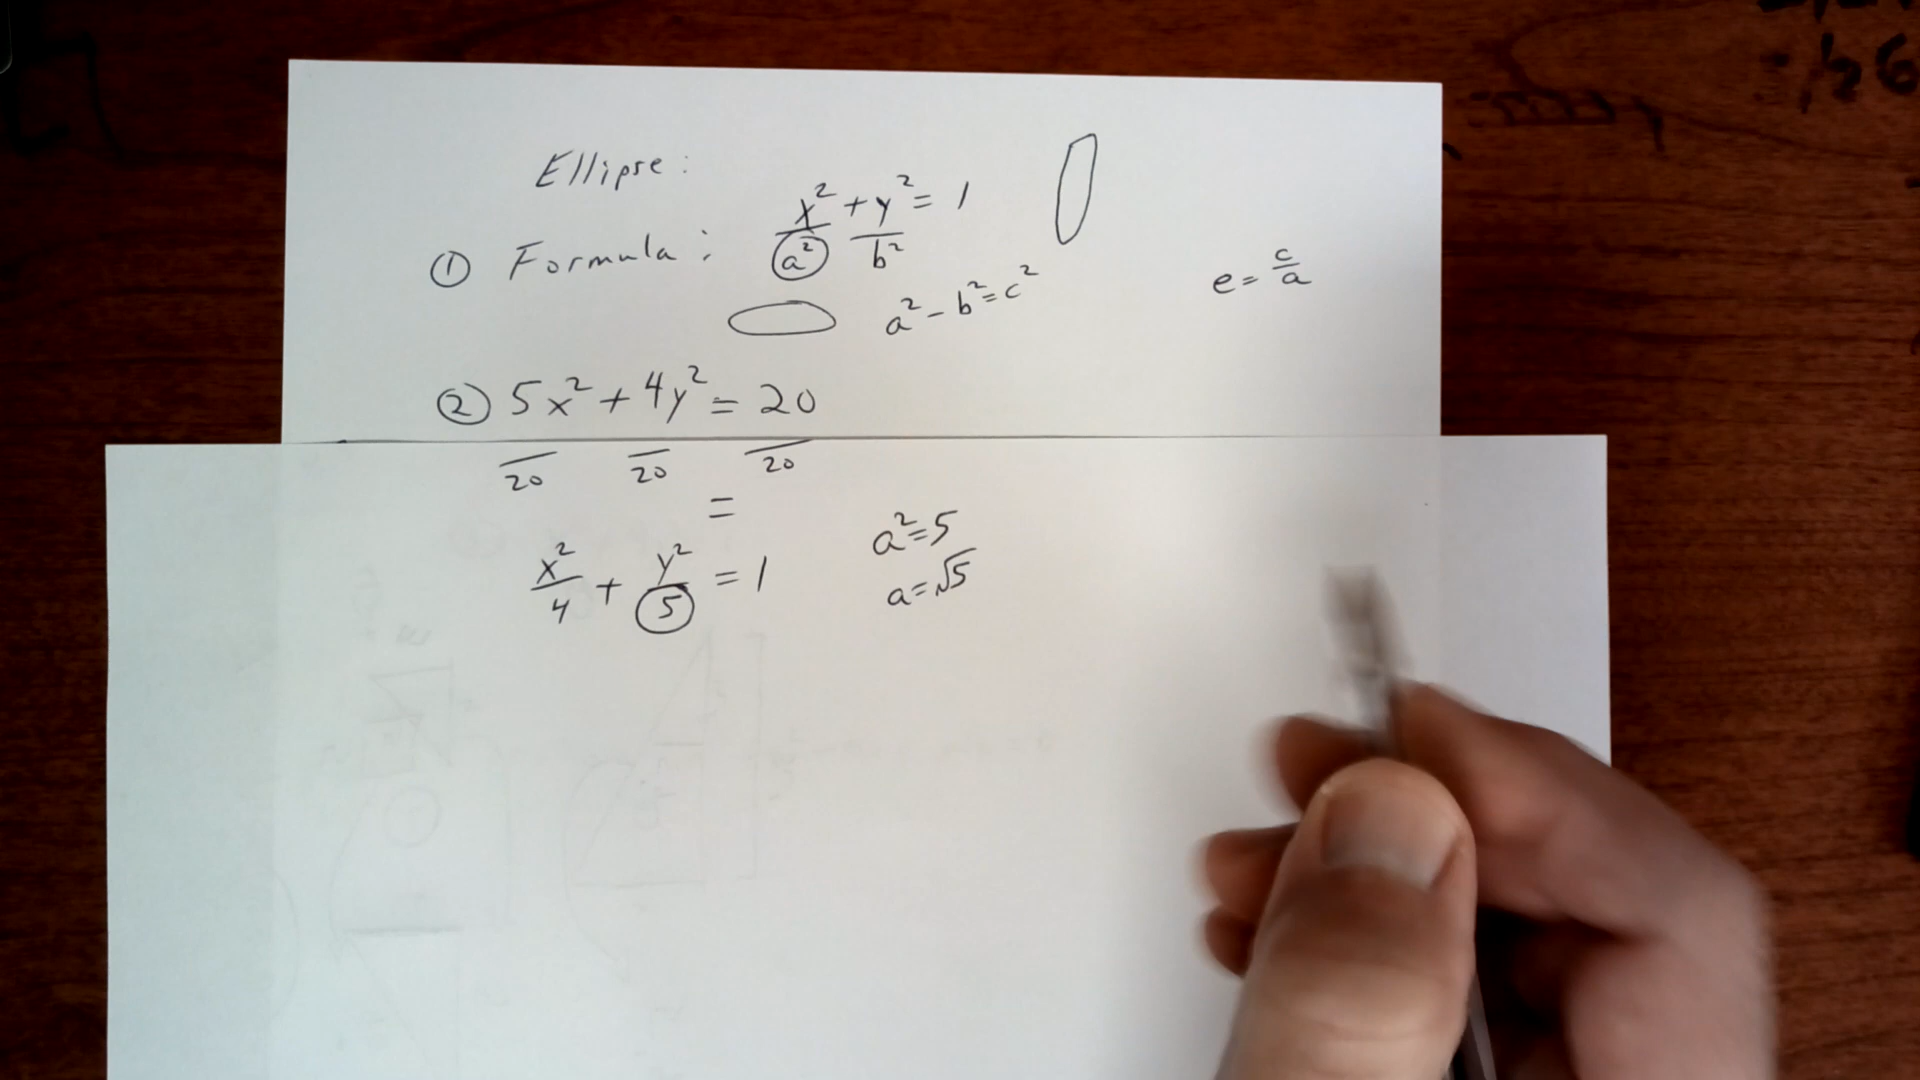 Ellipse:
① Formula: x²/a² + y²/b² = 1
a² - b² = c²
e = c/a
② 5x² + 4y² = 20
20 20 20
=
x²/4 + y²/5 = 1
a² = 5
a = √5